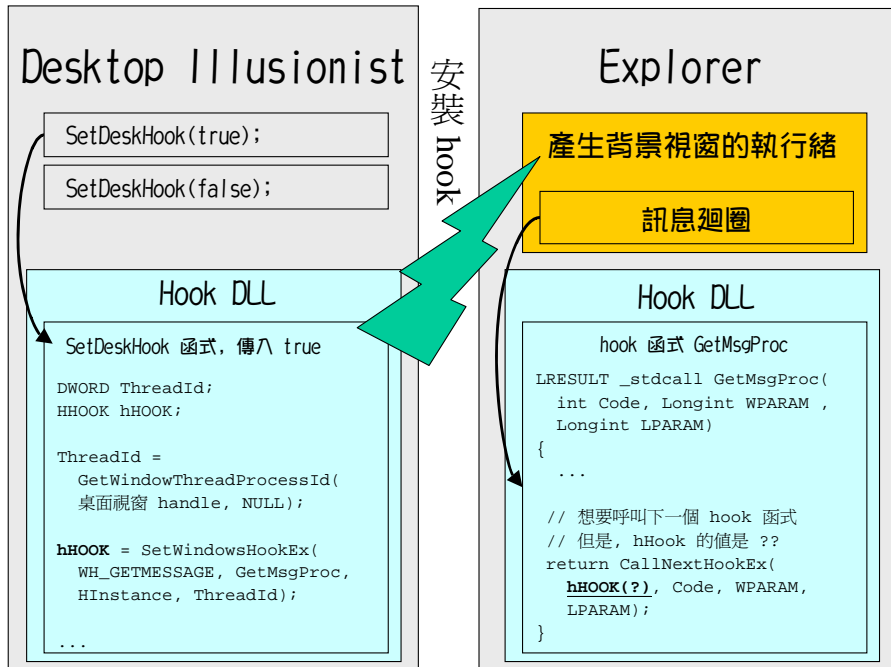 Desktop Illusionist
SetDeskHook(true);
SetDeskHook(false);
Hook DLL
SetDeskHook 函式, 傳入 true
DWORD ThreadId;
HHOOK hHOOK;
ThreadId =
GetWindowThreadProcessId(
桌面視窗 handle, NULL);
hHOOK = SetWindowsHookEx(
WH_GETMESSAGE, GetMsgProc,
HInstance, ThreadId);
...
安裝 hook
Explorer
產生背景視窗的執行緒
訊息迴圈
Hook DLL
hook 函式 GetMsgProc
LRESULT _stdcall GetMsgProc(
int Code, Longint WPARAM ,
Longint LPARAM)
{
...
// 想要呼叫下一個 hook 函式
// 但是, hHook 的值是 ??
return CallNextHookEx(
hHOOK(?), Code, WPARAM,
LPARAM);
}